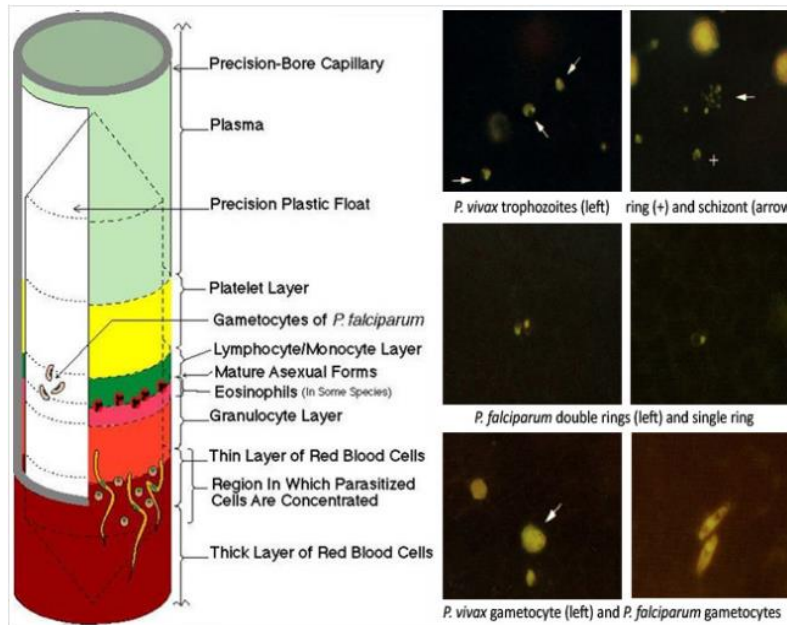 Precision-Bore Capillary
Plasma
Precision Plastic Float
Platelet Layer
Gametocytes of P. falciparum
Lymphocyte/Monocyte Layer
Mature Asexual Forms
Eosinophils (In Some Species)
Granulocyte Layer
Thin Layer of Red Blood Cells
Region In Which Parasitized
Cells Are Concentrated
Thick Layer of Red Blood Cells
+
P. vivax trophozoites (left)
ring (+) and schizont (arrow
P. falciparum double rings (left) and single ring
P. vivax gametocyte (left) and P. falciparum gametocytes